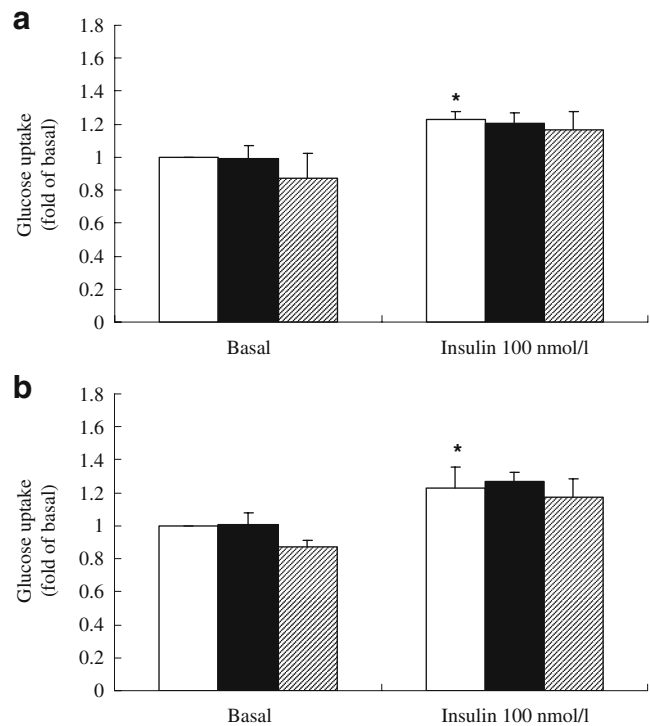 a
1.8
1.6
1.4
*
1.2
1
0.8
0.6
0.4
0.2
0
Glucose uptake
(fold of basal)
Basal Insulin 100 nmol/l
b
1.8
1.6
1.4
*
1.2
1
0.8
0.6
0.4
0.2
0
Glucose uptake
(fold of basal)
Basal Insulin 100 nmol/l